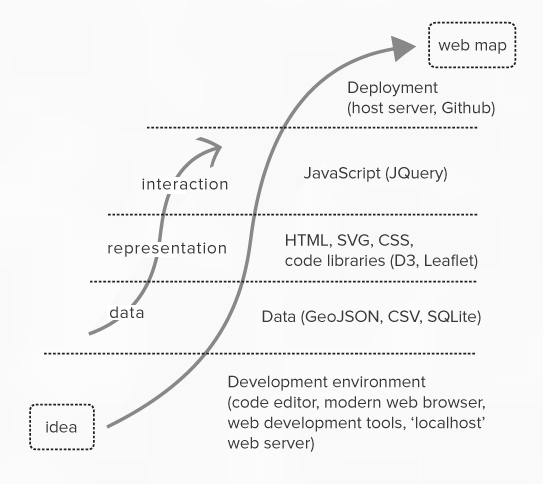 web map
Deployment
(host server, Github)
interaction
JavaScript (JQuery)
representation
HTML, SVG, CSS,
code libraries (D3, Leaflet)
data
Data (GeoJSON, CSV, SQLite)
idea
Development environment
(code editor, modern web browser,
web development tools, ‘localhost’
web server)